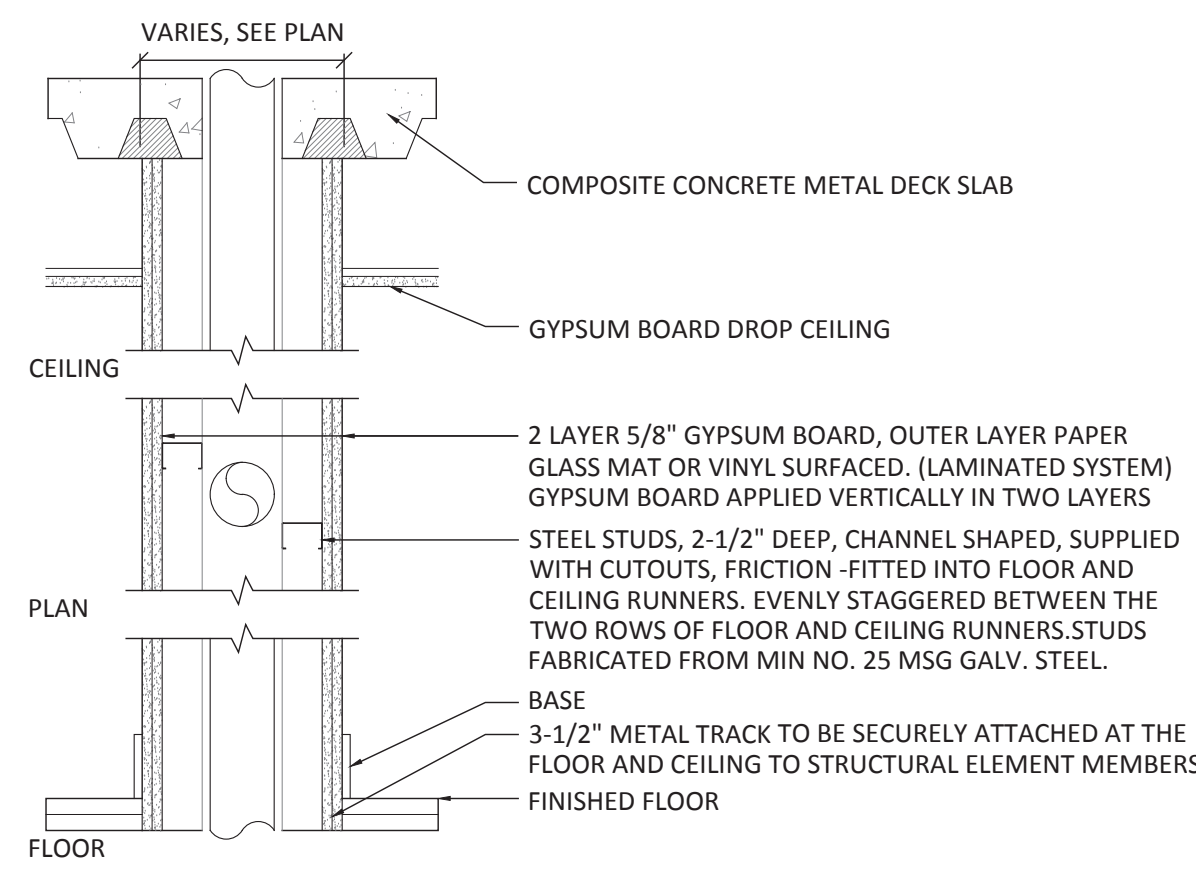 VARIES, SEE PLAN
COMPOSITE CONCRETE METAL DECK SLAB
GYPSUM BOARD DROP CEILING
CEILING
2 LAYER 5/8" GYPSUM BOARD, OUTER LAYER PAPER
GLASS MAT OR VINYL SURFACED. (LAMINATED SYSTEM)
GYPSUM BOARD APPLIED VERTICALLY IN TWO LAYERS
STEEL STUDS, 2-1/2" DEEP, CHANNEL SHAPED, SUPPLIED
WITH CUTOUTS, FRICTION -FITTED INTO FLOOR AND
CEILING RUNNERS. EVENLY STAGGERED BETWEEN THE
TWO ROWS OF FLOOR AND CEILING RUNNERS.STUDS
FABRICATED FROM MIN NO. 25 MSG GALV. STEEL.
PLAN
BASE
3-1/2" METAL TRACK TO BE SECURELY ATTACHED AT THE
FLOOR AND CEILING TO STRUCTURAL ELEMENT MEMBERS
FINISHED FLOOR
FLOOR